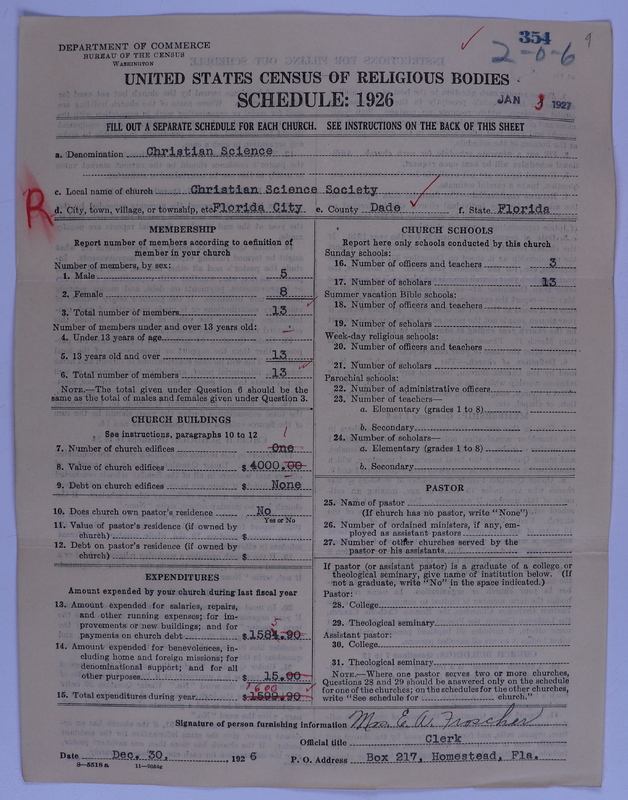 354
2-0-6
9
DEPARTMENT OF COMMERCE
BUREAU OF THE CENSUS
WASHINGTON
UNITED STATES CENSUS OF RELIGIOUS BODIES
SCHEDULE: 1926
JAN 3 1927
FILL OUT A SEPARATE SCHEDULE FOR EACH CHURCH. SEE INSTRUCTIONS ON THE BACK OF THIS SHEET
a. Denomination Christian Science
c. Local name of church Christian Science Society
R
d. City, town, village, or township, etc. Florida City e. County Dade f. State Florida
MEMBERSHIP
Report number of members according to definition of
member in your church
Number of members, by sex:
1. Male 5
2. Female 8
3. Total number of members 13
Number of members under and over 13 years old:
4. Under 13 years of age
5. 13 years old and over 13
6. Total number of members 13
NOTE.—The total given under Question 6 should be the
same as the total of males and females given under Question 3.
CHURCH BUILDINGS
See instructions, paragraphs 10 to 12
1
7. Number of church edifices One
8. Value of church edifices $ 4000.00
9. Debt on church edifices $ None
10. Does church own pastor's residence No
Yes or No
11. Value of pastor's residence (if owned by
church) $
12. Debt on pastor's residence (if owned by
church) $
EXPENDITURES
Amount expended by your church during last fiscal year
13. Amount expended for salaries, repairs,
and other running expenses; for im-
provements or new buildings; and for
5
payments on church debt $ 1584.90
14. Amount expended for benevolences, in-
cluding home and foreign missions; for
denominational support; and for all
other purposes $ 15.00
1600
15. Total expenditures during year $ 1599.90
CHURCH SCHOOLS
Report here only schools conducted by this church
Sunday schools:
16. Number of officers and teachers 3
17. Number of scholars 13
Summer vacation Bible schools:
18. Number of officers and teachers
19. Number of scholars
Week-day religious schools:
20. Number of officers and teachers
21. Number of scholars
Parochial schools:
22. Number of administrative officers
23. Number of teachers—
a. Elementary (grades 1 to 8)
b. Secondary
24. Number of scholars—
a. Elementary (grades 1 to 8)
b. Secondary
PASTOR
25. Name of pastor
(If church has no pastor, write "None")
26. Number of ordained ministers, if any, em-
ployed as assistant pastors
27. Number of other churches served by the
pastor or his assistants
If pastor (or assistant pastor) is a graduate of a college or
theological seminary, give name of institution below. (If
not a graduate, write "No" in the space indicated.)
Pastor:
28. College
29. Theological seminary
Assistant pastor:
30. College
31. Theological seminary
NOTE.—Where one pastor serves two or more churches,
Questions 28 and 29 should be answered only on the schedule
for one of the churches; on the schedules for the other churches,
write "See schedule for church."
Signature of person furnishing information Mrs. E. A. Froscher
Official title Clerk
Date Dec. 30, 1926 P. O. Address Box 217, Homestead, Fla.
8—5518a